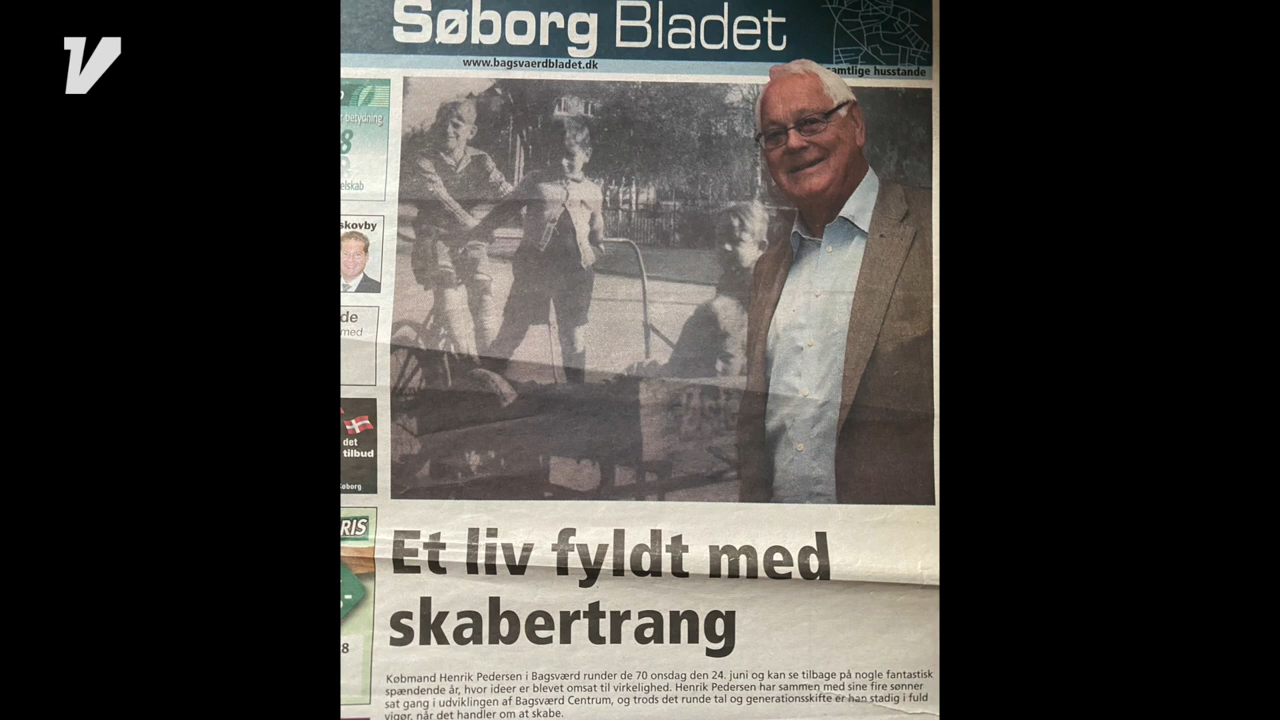 V
Søborg Bladet
www.bagsvaerdbladet.dk
samtlige husstande
betydning
8
elskab
skovby
de
med
det
tilbud
Søborg
RIS
8
Et liv fyldt med
skabertrang
Købmand Henrik Pedersen i Bagsværd runder de 70 onsdag den 24. juni og kan se tilbage på nogle fantastisk
spændende år, hvor ideer er blevet omsat til virkelighed. Henrik Pedersen har sammen med sine fire sønner
sat gang i udviklingen af Bagsværd Centrum, og trods det runde tal og generationsskifte er han stadig i fuld
vigør, når det handler om at skabe.